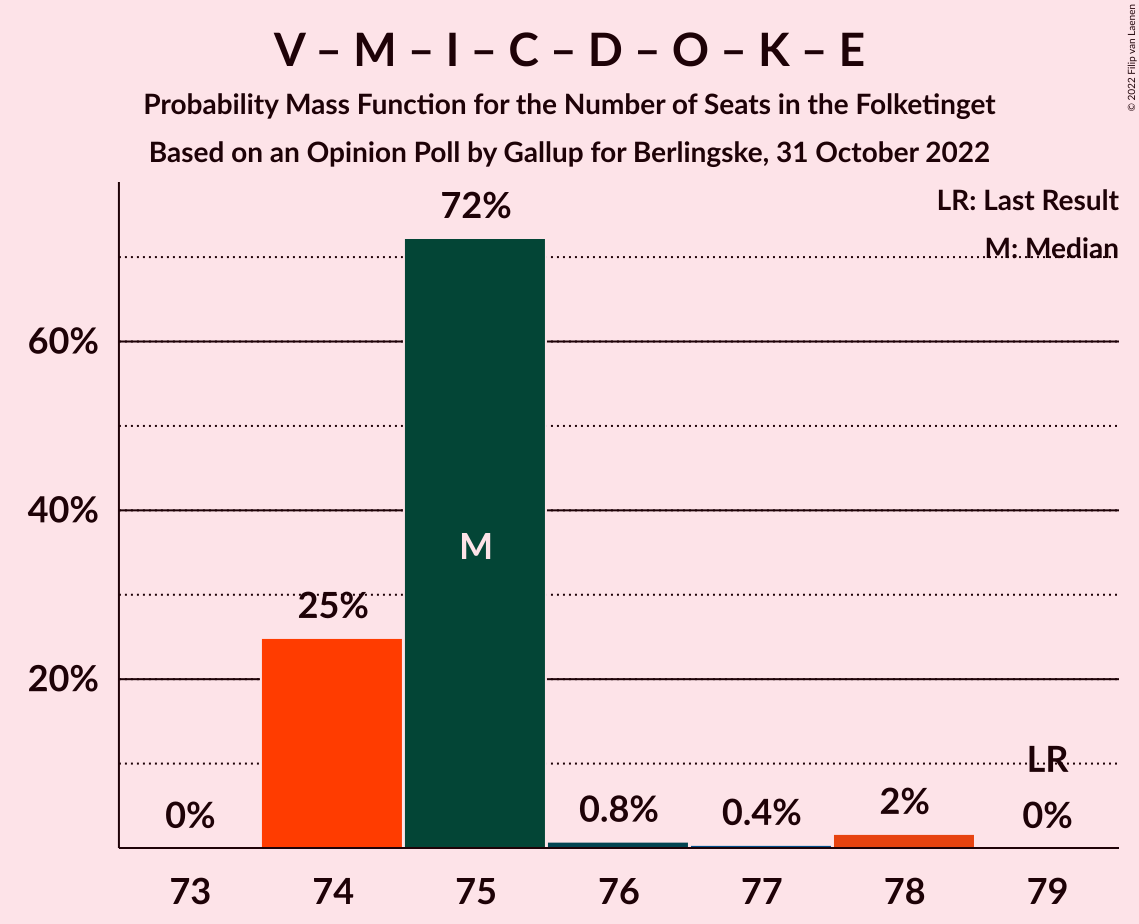 V – M – I – C – D – O – K – E
Probability Mass Function for the Number of Seats in the Folketinget
Based on an Opinion Poll by Gallup for Berlingske, 31 October 2022
© 2022 Filip van Laenen
LR: Last Result
M: Median
72%
60%
40%
M
25%
20%
LR
0%
0.8%
0.4%
2%
0%
73 74 75 76 77 78 79